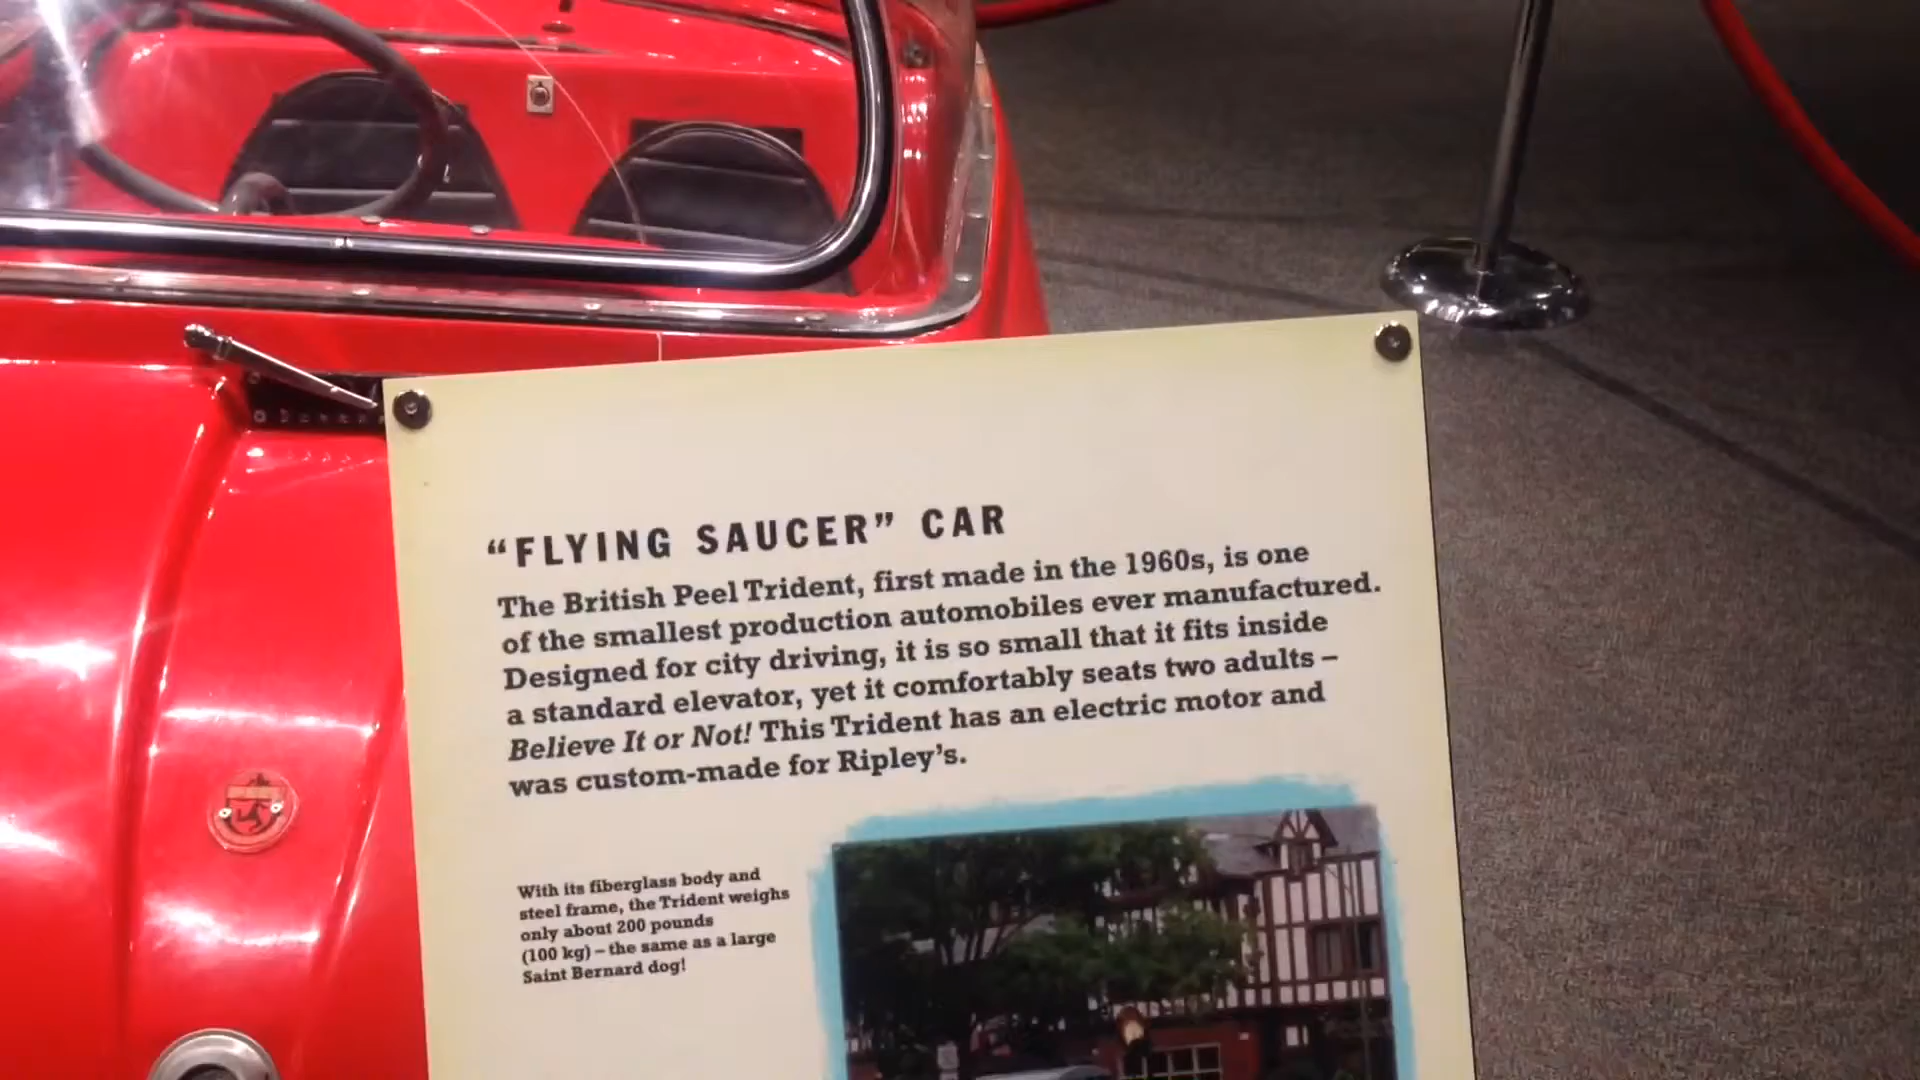 “FLYING SAUCER” CAR
The British Peel Trident, first made in the 1960s, is one
of the smallest production automobiles ever manufactured.
Designed for city driving, it is so small that it fits inside
a standard elevator, yet it comfortably seats two adults –
Believe It or Not! This Trident has an electric motor and
was custom-made for Ripley’s.
With its fiberglass body and
steel frame, the Trident weighs
only about 200 pounds
(100 kg) – the same as a large
Saint Bernard dog!